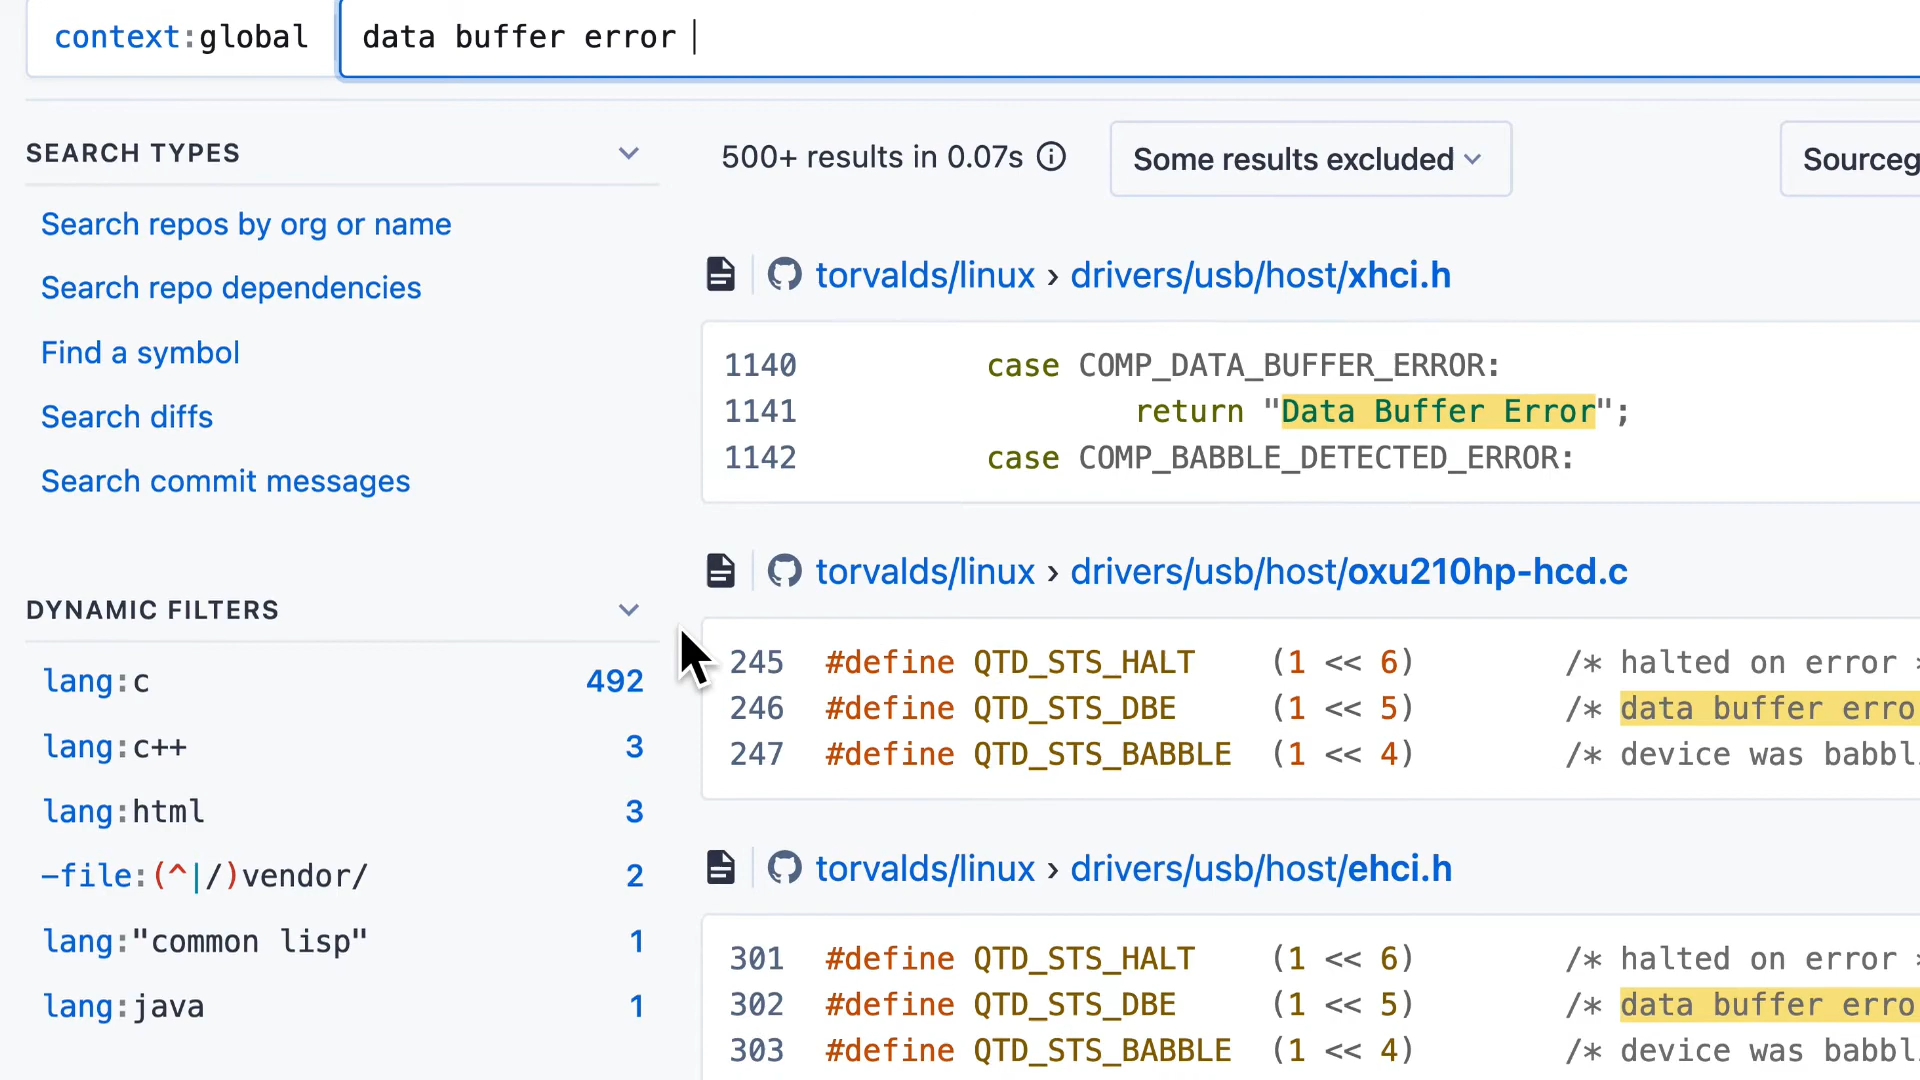 context:global data buffer error
SEARCH TYPES
Search repos by org or name
Search repo dependencies
Find a symbol
Search diffs
Search commit messages
DYNAMIC FILTERS
lang:c 492
lang:c++ 3
lang:html 3
-file:(^|/)vendor/ 2
lang:"common lisp" 1
lang:java 1
500+ results in 0.07s
Some results excluded
Sourceg
torvalds/linux › drivers/usb/host/xhci.h
1140 case COMP_DATA_BUFFER_ERROR:
1141 return "Data Buffer Error";
1142 case COMP_BABBLE_DETECTED_ERROR:
torvalds/linux › drivers/usb/host/oxu210hp-hcd.c
245 #define QTD_STS_HALT (1 << 6) /* halted on error *
246 #define QTD_STS_DBE (1 << 5) /* data buffer erro
247 #define QTD_STS_BABBLE (1 << 4) /* device was babbl
torvalds/linux › drivers/usb/host/ehci.h
301 #define QTD_STS_HALT (1 << 6) /* halted on error *
302 #define QTD_STS_DBE (1 << 5) /* data buffer erro
303 #define QTD_STS_BABBLE (1 << 4) /* device was babbl